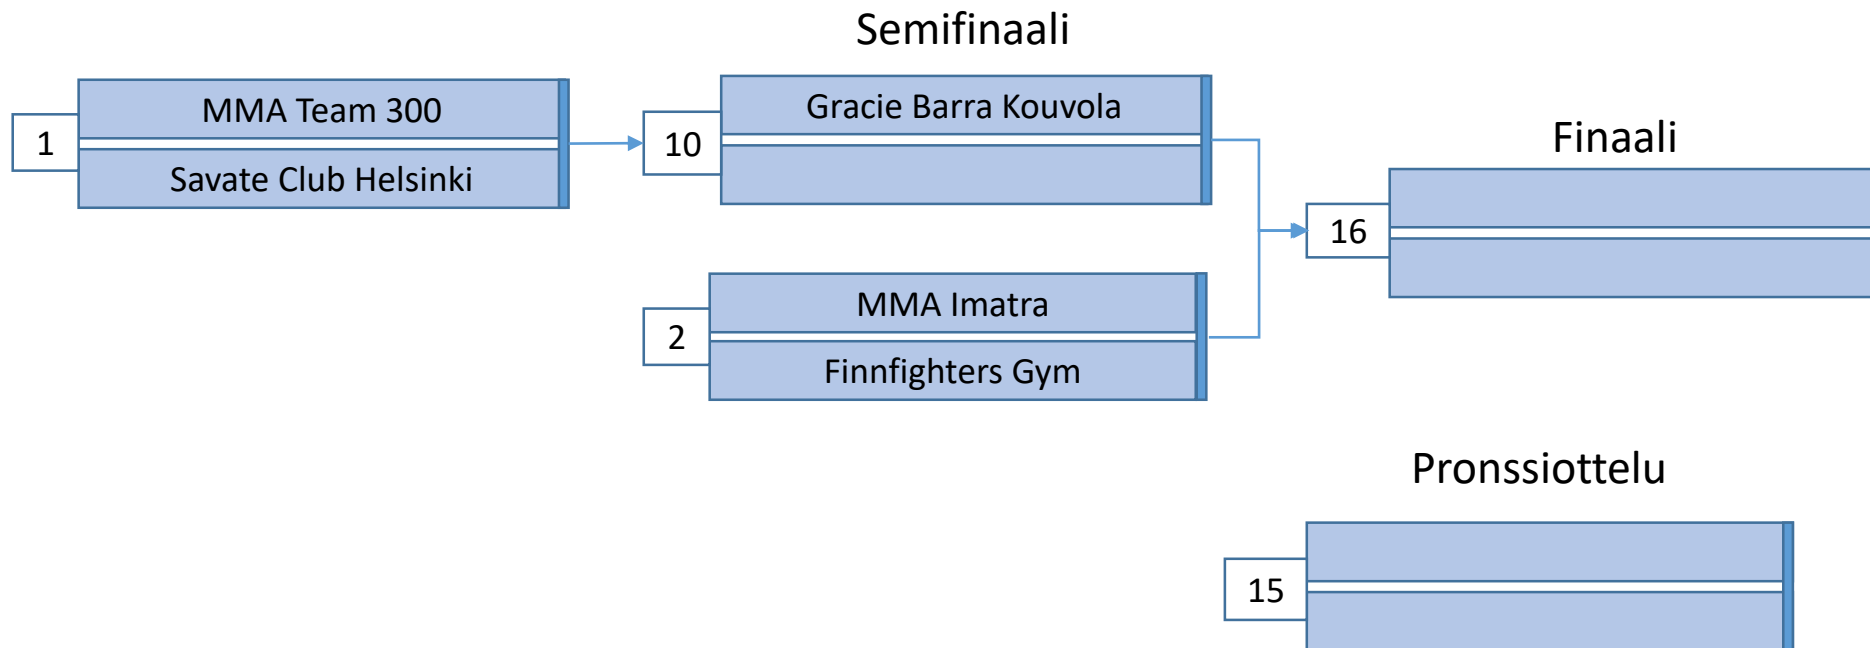 Semifinaali
1
MMA Team 300
Savate Club Helsinki
10
Gracie Barra Kouvola
2
MMA Imatra
Finnfighters Gym
Finaali
16
Pronssiottelu
15